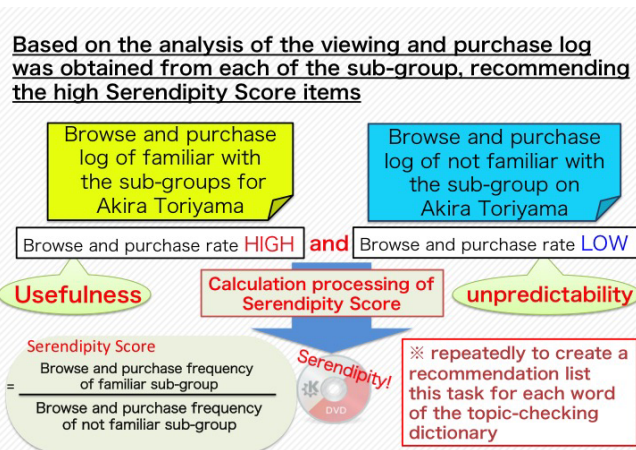 Based on the analysis of the viewing and purchase log
was obtained from each of the sub-group, recommending
the high Serendipity Score items
Browse and purchase
log of familiar with
the sub-groups for
Akira Toriyama
Browse and purchase
log of not familiar with
the sub-group on
Akira Toriyama
Browse and purchase rate HIGH and Browse and purchase rate LOW
Usefulness
Calculation processing of
Serendipity Score
unpredictability
Serendipity Score
=
Browse and purchase frequency
of familiar sub-group
Browse and purchase frequency
of not familiar sub-group
Serendipity!
K
DVD
※ repeatedly to create a
recommendation list
this task for each word
of the topic-checking
dictionary